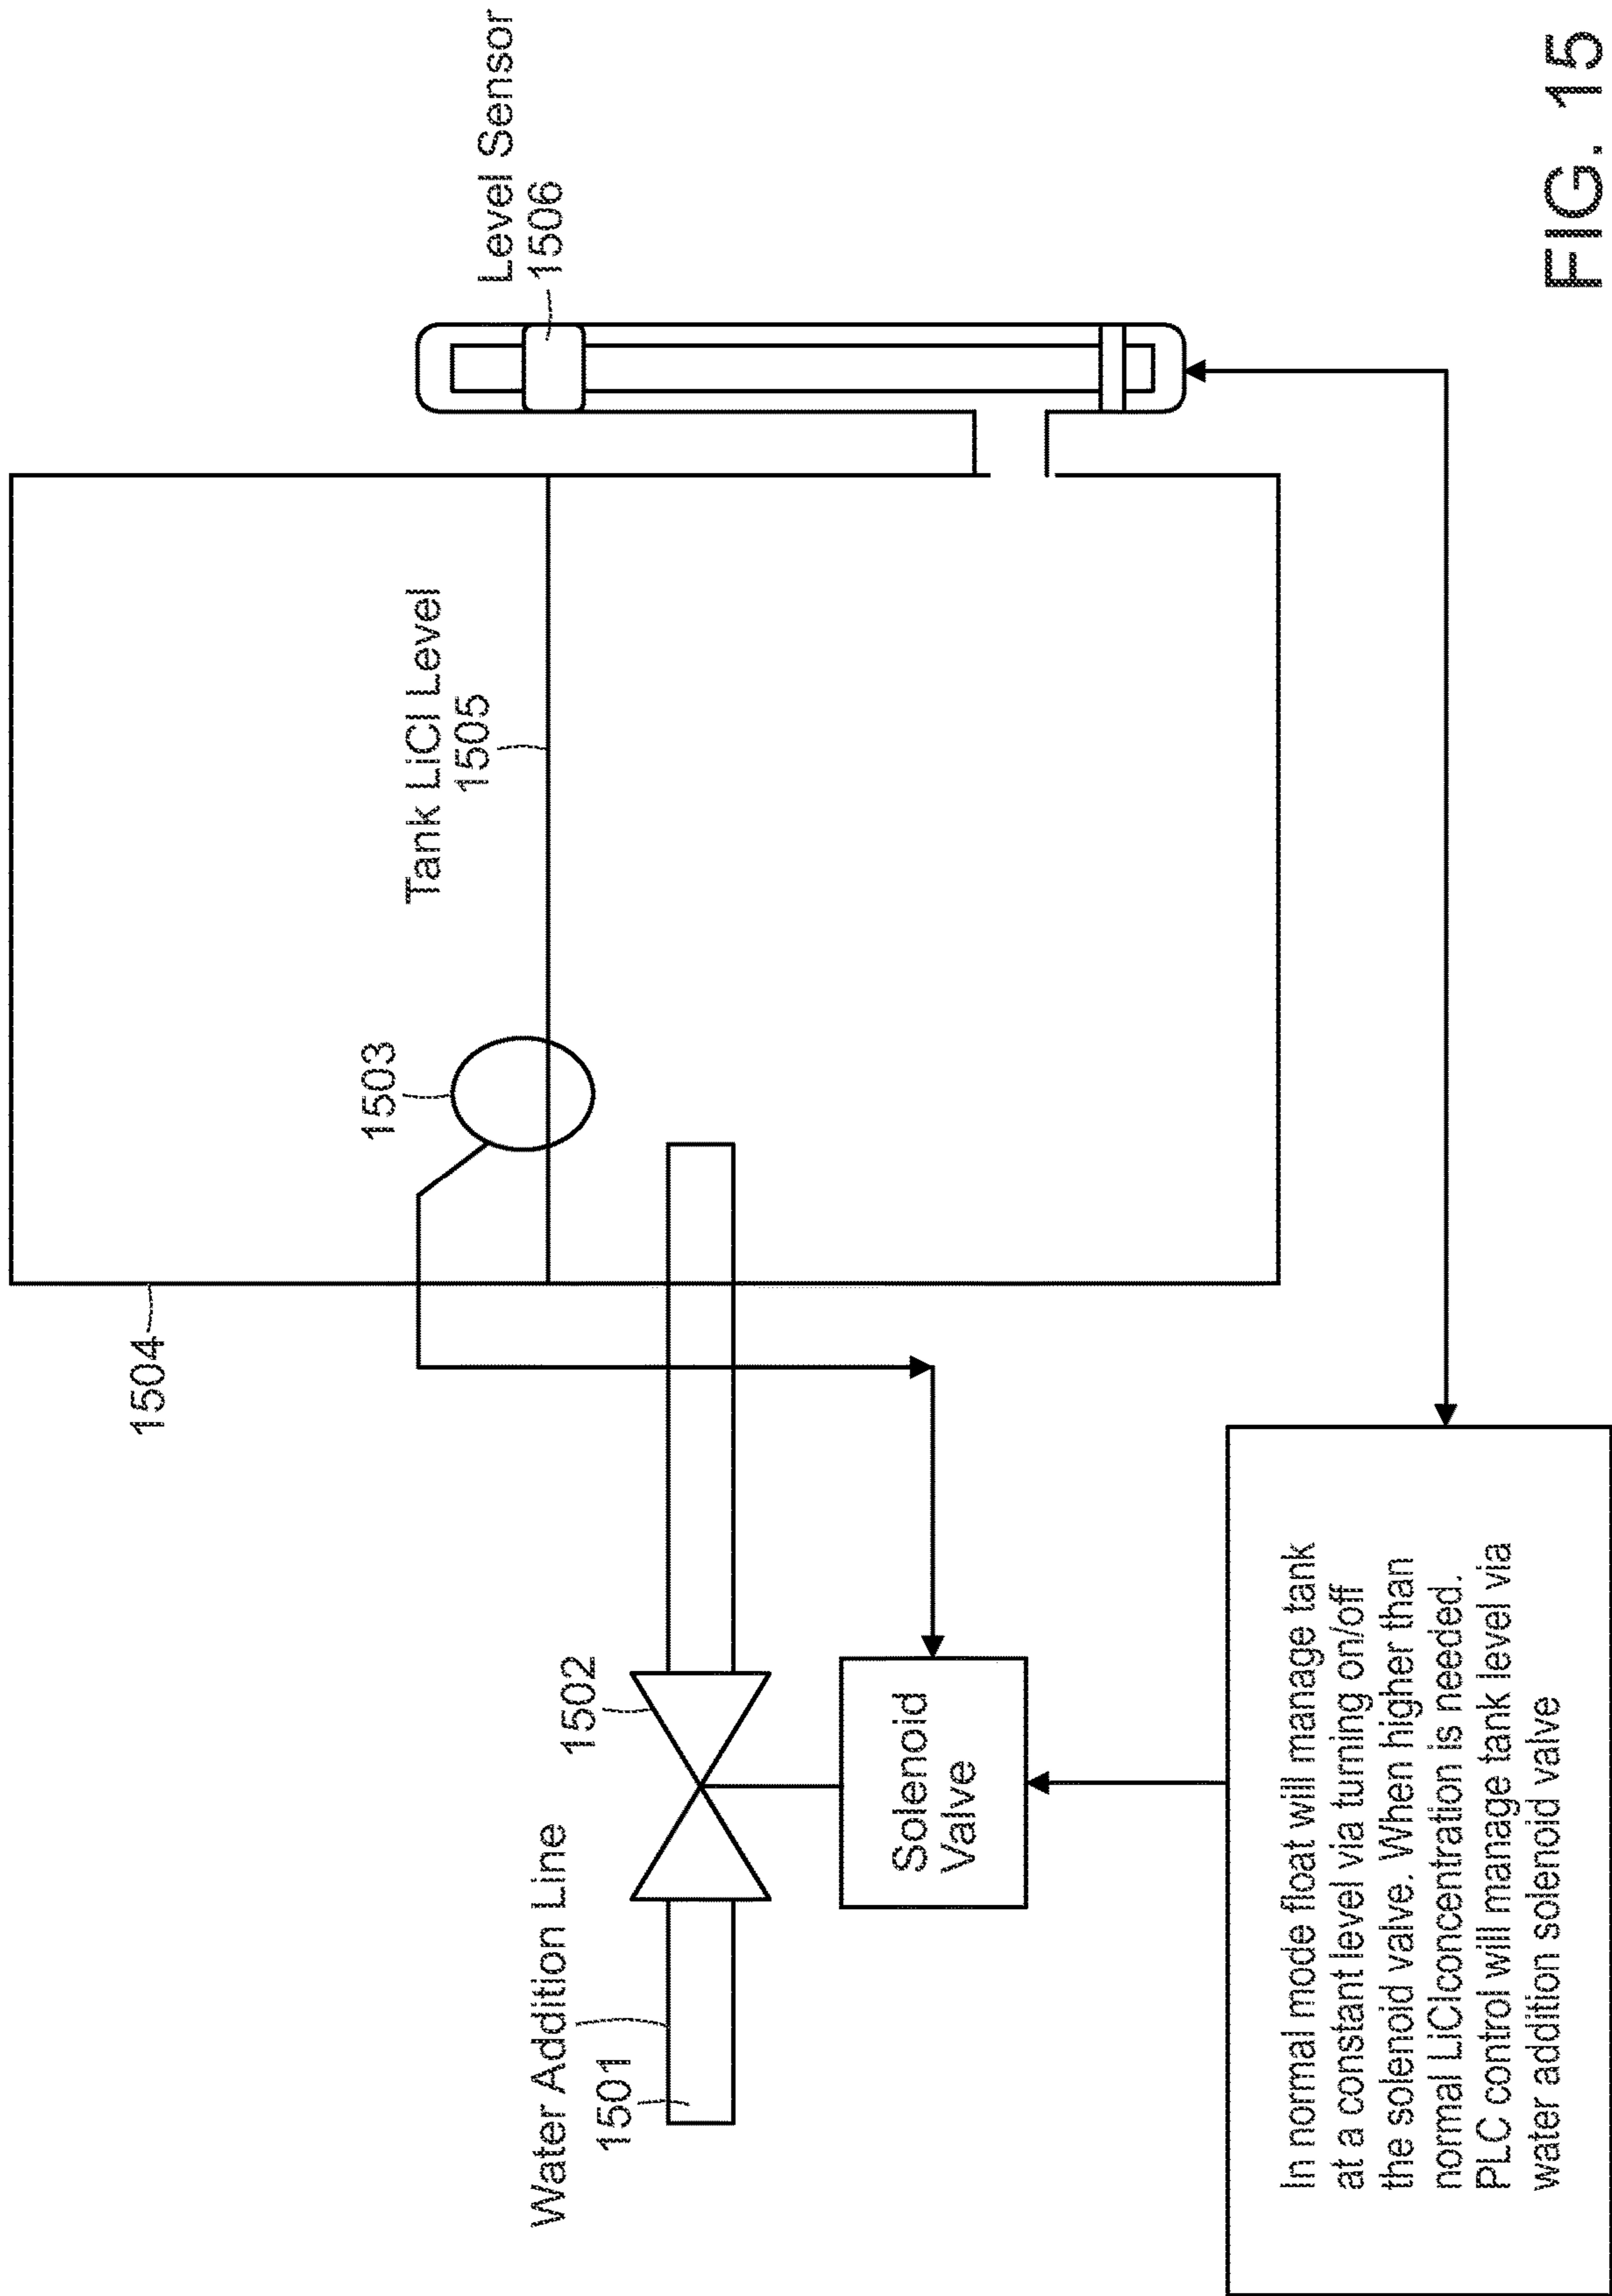 Water Addition Line
1501
1502
1503
1504
Tank LiCl Level
1505
Level Sensor
1506
Solenoid
Valve
In normal mode float will manage tank
at a constant level via turning on/off
the solenoid valve. When higher than
normal LiClconcentration is needed.
PLC control will manage tank level via
water addition solenoid valve
FIG. 15